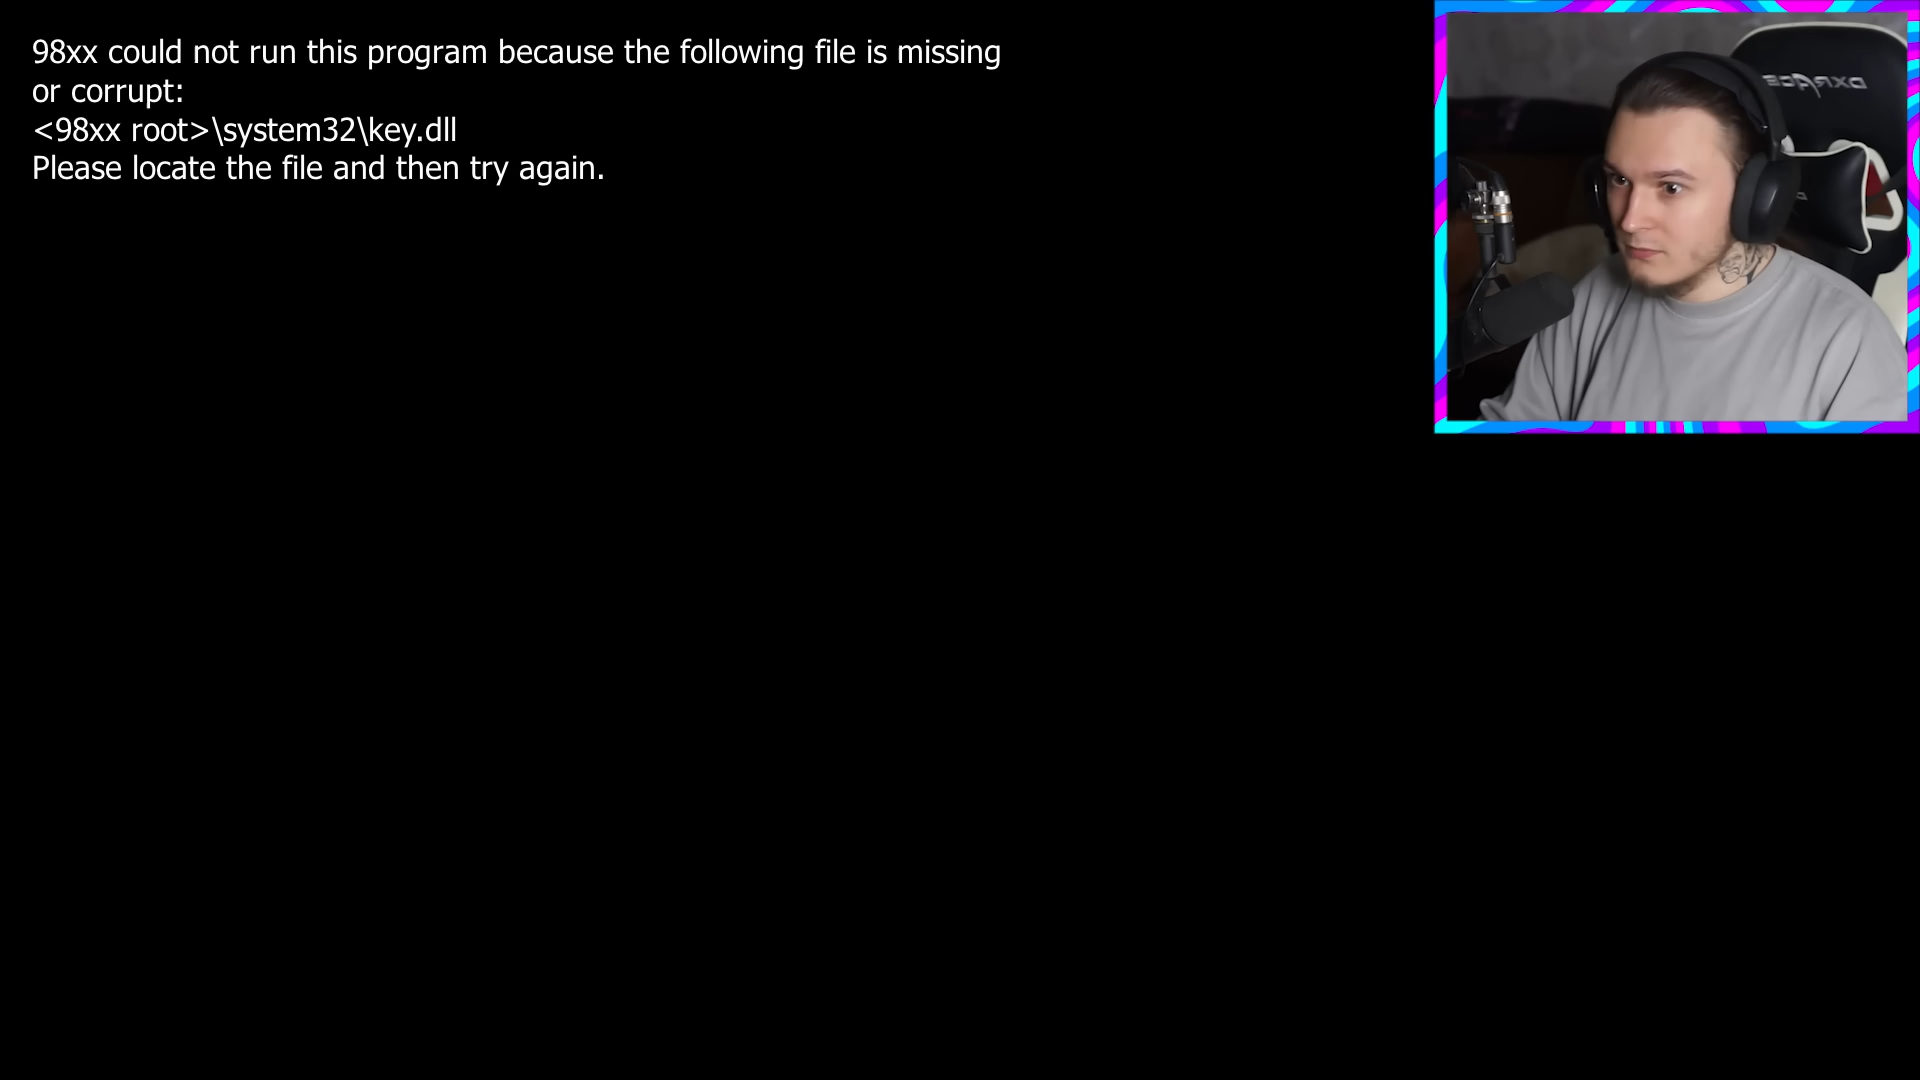 98xx could not run this program because the following file is missing
or corrupt:
<98xx root>\system32\key.dll
Please locate the file and then try again.
DXRACER